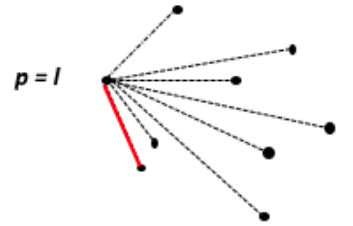 p = l